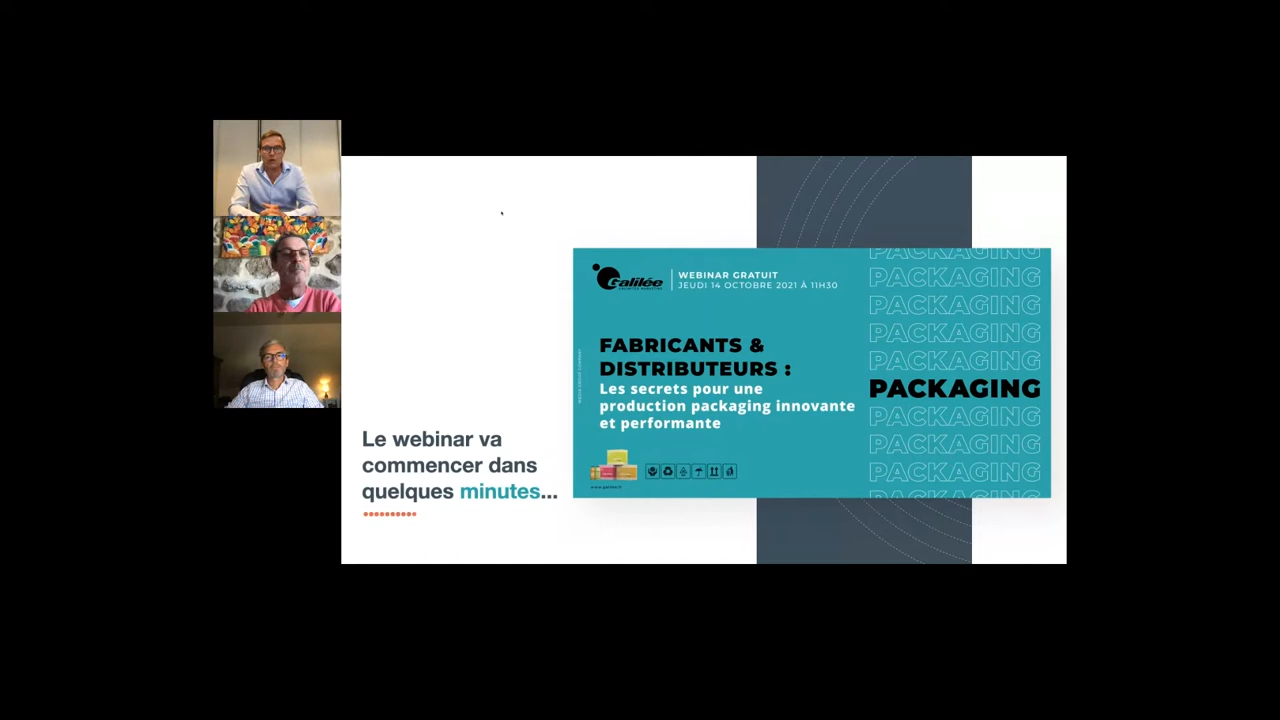 Le webinar va
commencer dans
quelques minutes...
Galilée
WEBINAR GRATUIT
JEUDI 14 OCTOBRE 2021 À 11H30
FABRICANTS &
DISTRIBUTEURS :
Les secrets pour une
production packaging innovante
et performante
www.galilee.fr
PACKAGING
PACKAGING
PACKAGING
PACKAGING
PACKAGING
PACKAGING
PACKAGING
PACKAGING
PACKAGING
PACKAGING